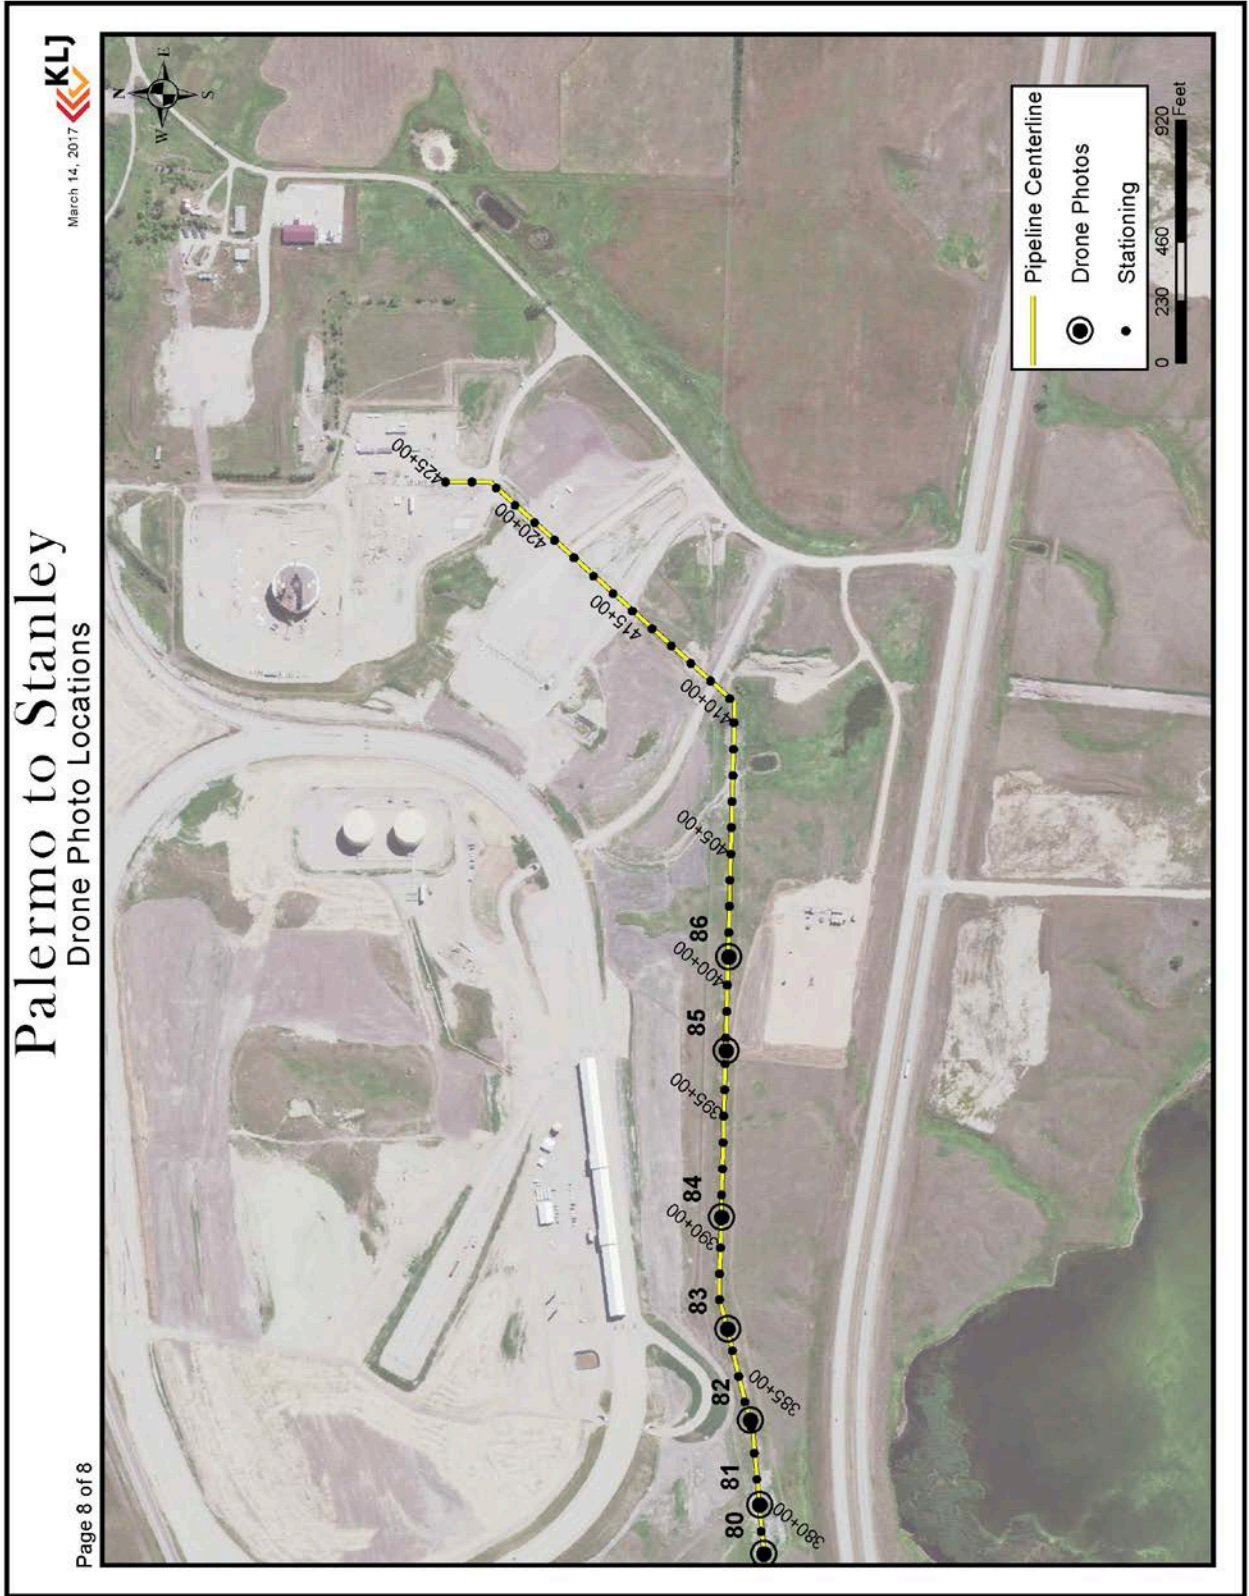 Page 8 of 8
Palermo to Stanley
Drone Photo Locations
March 14, 2017
KLJ
N
W
E
S
425+00
420+00
415+00
410+00
405+00
400+00
395+00
390+00
385+00
380+00
80
81
82
83
84
85
86
Pipeline Centerline
Drone Photos
Stationing
0 230 460 920
Feet